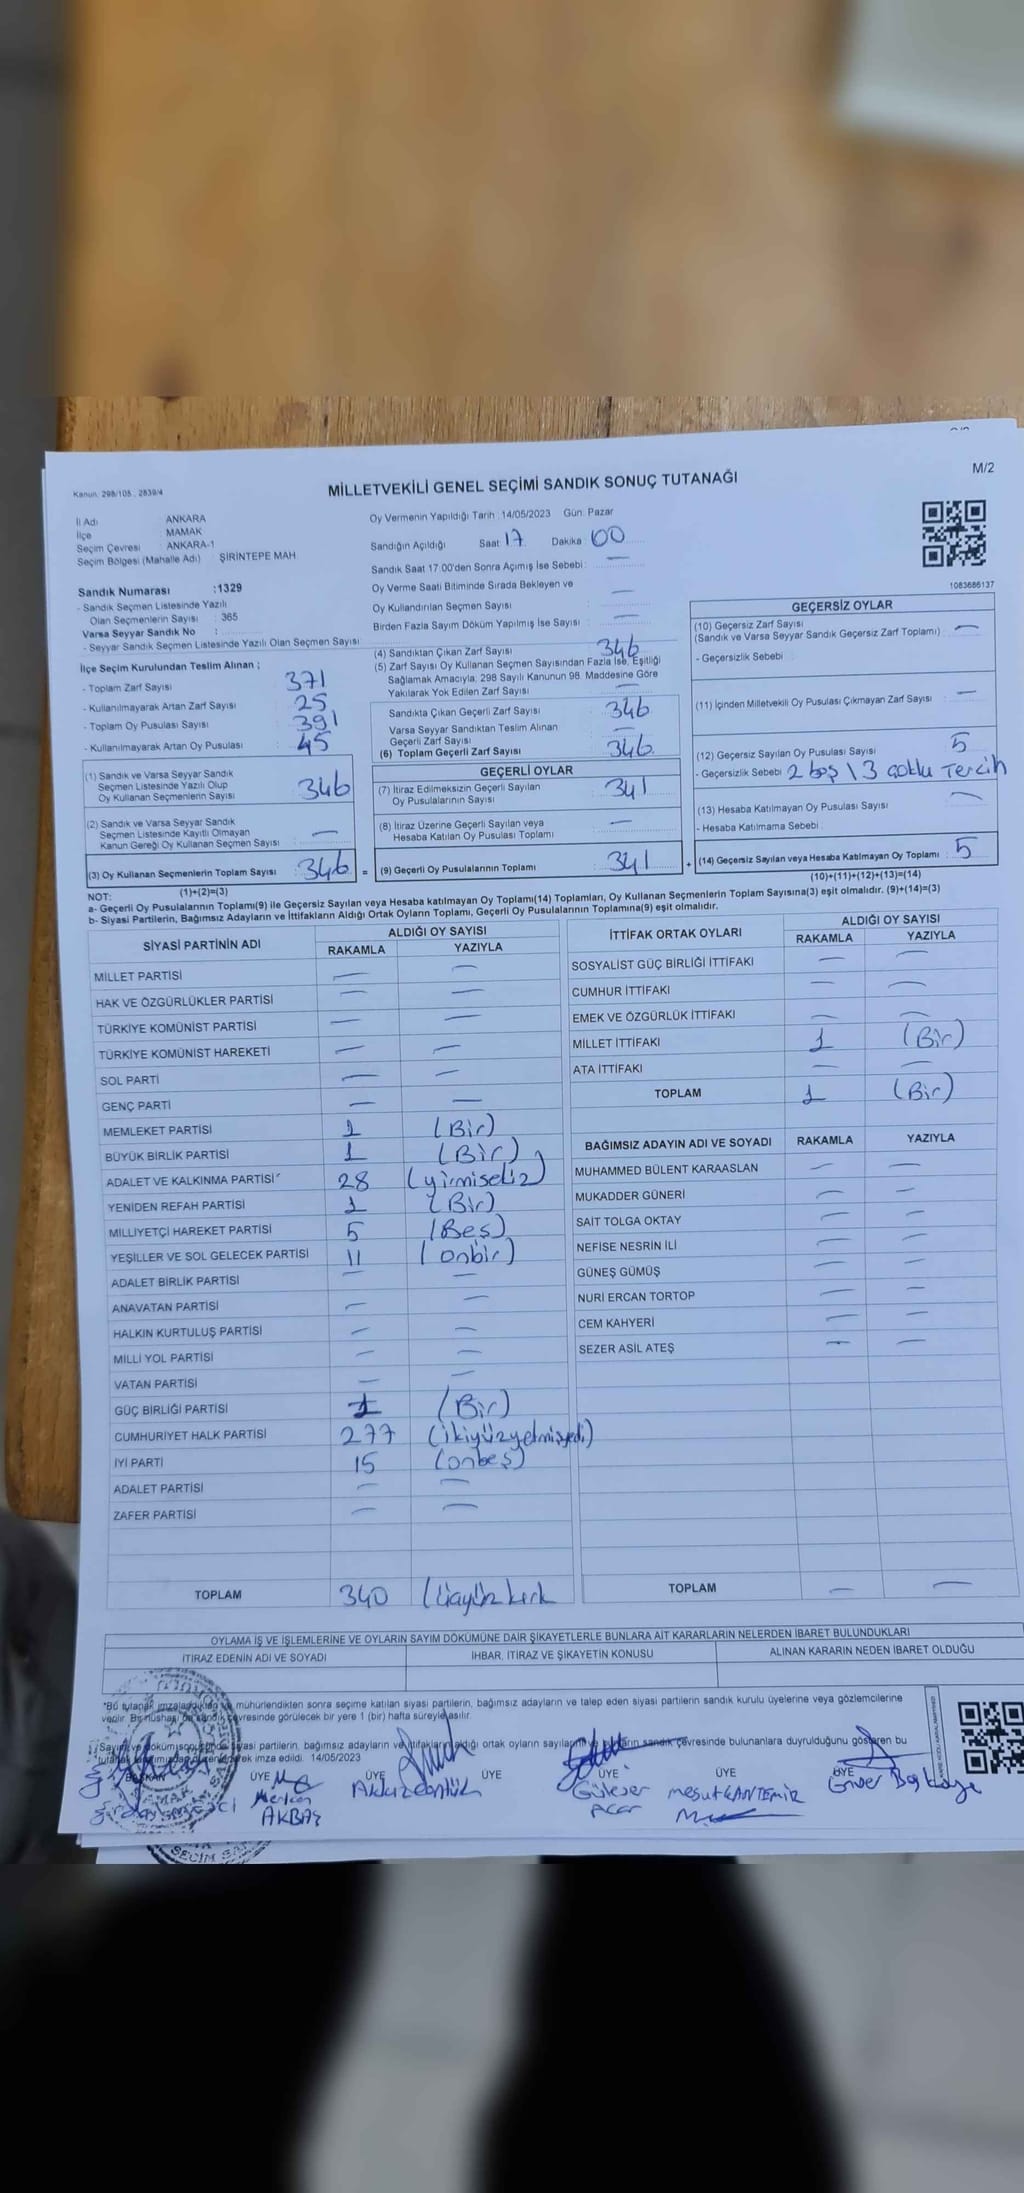 M/2
Kanun: 298/105 , 2839/4
MİLLETVEKİLİ GENEL SEÇİMİ SANDIK SONUÇ TUTANAĞI
İl Adı : ANKARA
İlçe : MAMAK
Seçim Çevresi : ANKARA-1
Seçim Bölgesi (Mahalle Adı) : ŞİRİNTEPE MAH
Oy Vermenin Yapıldığı Tarih : 14/05/2023 Gün: Pazar
Sandığın Açıldığı Saat 17 Dakika : 00
Sandık Saat 17:00'den Sonra Açımış İse Sebebi : —
Oy Verme Saati Bitiminde Sırada Bekleyen ve
Oy Kullandırılan Seçmen Sayısı : —
Birden Fazla Sayım Döküm Yapılmış İse Sayısı : —
1083686137
Sandık Numarası :1329
- Sandık Seçmen Listesinde Yazılı
Olan Seçmenlerin Sayısı : 365
Varsa Seyyar Sandık No :
- Seyyar Sandık Seçmen Listesinde Yazılı Olan Seçmen Sayısı :
İlçe Seçim Kurulundan Teslim Alınan ;
- Toplam Zarf Sayısı : 371
- Kullanılmayarak Artan Zarf Sayısı : 25
- Toplam Oy Pusulası Sayısı : 391
- Kullanılmayarak Artan Oy Pusulası : 45
(4) Sandıktan Çıkan Zarf Sayısı : 346
(5) Zarf Sayısı Oy Kullanan Seçmen Sayısından Fazla İse, Eşitliği
Sağlamak Amacıyla, 298 Sayılı Kanunun 98. Maddesine Göre
Yakılarak Yok Edilen Zarf Sayısı : —
Sandıkta Çıkan Geçerli Zarf Sayısı : 346
Varsa Seyyar Sandıktan Teslim Alınan
Geçerli Zarf Sayısı : —
(6) Toplam Geçerli Zarf Sayısı : 346
GEÇERSİZ OYLAR
(10) Geçersiz Zarf Sayısı
(Sandık ve Varsa Seyyar Sandık Geçersiz Zarf Toplamı) : —
- Geçersizlik Sebebi :
(11) İçinden Milletvekili Oy Pusulası Çıkmayan Zarf Sayısı : —
(12) Geçersiz Sayılan Oy Pusulası Sayısı : 5
- Geçersizlik Sebebi 2 boş \ 3 çoklu Tercih
(13) Hesaba Katılmayan Oy Pusulası Sayısı : —
- Hesaba Katılmama Sebebi :
(14) Geçersiz Sayılan veya Hesaba Katılmayan Oy Toplamı : 5
(10)+(11)+(12)+(13)=(14)
(1) Sandık ve Varsa Seyyar Sandık
Seçmen Listesinde Yazılı Olup
Oy Kullanan Seçmenlerin Sayısı : 346
(2) Sandık ve Varsa Seyyar Sandık
Seçmen Listesinde Kayıtlı Olmayan
Kanun Gereği Oy Kullanan Seçmen Sayısı : —
(3) Oy Kullanan Seçmenlerin Toplam Sayısı : 346 =
(1)+(2)=(3)
GEÇERLİ OYLAR
(7) İtiraz Edilmeksizin Geçerli Sayılan
Oy Pusulalarının Sayısı : 341
(8) İtiraz Üzerine Geçerli Sayılan veya
Hesaba Katılan Oy Pusulası Toplamı : —
(9) Geçerli Oy Pusulalarının Toplamı : 341 +
NOT:
a- Geçerli Oy Pusulalarının Toplamı(9) ile Geçersiz Sayılan veya Hesaba katılmayan Oy Toplamı(14) Toplamları, Oy Kullanan Seçmenlerin Toplam Sayısına(3) eşit olmalıdır. (9)+(14)=(3)
b- Siyasi Partilerin, Bağımsız Adayların ve İttifakların Aldığı Ortak Oyların Toplamı, Geçerli Oy Pusulalarının Toplamına(9) eşit olmalıdır.
SİYASİ PARTİNİN ADI ALDIĞI OY SAYISI
RAKAMLA YAZIYLA
MİLLET PARTİSİ — —
HAK VE ÖZGÜRLÜKLER PARTİSİ — —
TÜRKİYE KOMÜNİST PARTİSİ — —
TÜRKİYE KOMÜNİST HAREKETİ — —
SOL PARTİ — —
GENÇ PARTİ — —
MEMLEKET PARTİSİ 1 (Bir)
BÜYÜK BİRLİK PARTİSİ 1 (Bir)
ADALET VE KALKINMA PARTİSİ 28 (yirmisekiz)
YENİDEN REFAH PARTİSİ 1 (Bir)
MİLLİYETÇİ HAREKET PARTİSİ 5 (Beş)
YEŞİLLER VE SOL GELECEK PARTİSİ 11 (onbir)
ADALET BİRLİK PARTİSİ — —
ANAVATAN PARTİSİ — —
HALKIN KURTULUŞ PARTİSİ — —
MİLLİ YOL PARTİSİ — —
VATAN PARTİSİ — —
GÜÇ BİRLİĞİ PARTİSİ 1 (Bir)
CUMHURİYET HALK PARTİSİ 277 (ikiyüzyetmişyedi)
İYİ PARTİ 15 (onbeş)
ADALET PARTİSİ — —
ZAFER PARTİSİ — —
TOPLAM 340 (üçyüz kırk
İTTİFAK ORTAK OYLARI ALDIĞI OY SAYISI
RAKAMLA YAZIYLA
SOSYALİST GÜÇ BİRLİĞİ İTTİFAKI — —
CUMHUR İTTİFAKI — —
EMEK VE ÖZGÜRLÜK İTTİFAKI — —
MİLLET İTTİFAKI 1 (Bir)
ATA İTTİFAKI — —
TOPLAM 1 (Bir)
BAĞIMSIZ ADAYIN ADI VE SOYADI RAKAMLA YAZIYLA
MUHAMMED BÜLENT KARAASLAN — —
MUKADDER GÜNERİ — —
SAİT TOLGA OKTAY — —
NEFİSE NESRİN İLİ — —
GÜNEŞ GÜMÜŞ — —
NURİ ERCAN TORTOP — —
CEM KAHYERİ — —
SEZER ASİL ATEŞ — —
TOPLAM — —
OYLAMA İŞ VE İŞLEMLERİNE VE OYLARIN SAYIM DÖKÜMÜNE DAİR ŞİKAYETLERLE BUNLARA AİT KARARLARIN NELERDEN İBARET BULUNDUKLARI
İTİRAZ EDENİN ADI VE SOYADI İHBAR, İTİRAZ VE ŞİKAYETİN KONUSU ALINAN KARARIN NEDEN İBARET OLDUĞU
*Bu tutanak imzalandıktan ve mühürlendikten sonra seçime katılan siyasi partilerin, bağımsız adayların ve talep eden siyasi partilerin sandık kurulu üyelerine veya gözlemcilerine
verilir. Bir nüshası da sandık çevresinde görülecek bir yere 1 (bir) hafta süreyle asılır.
Sayım ve döküm sonucunda siyasi partilerin, bağımsız adayların ve ittifakların aldığı ortak oyların sayıları sandık çevresinde bulunanlara duyrulduğunu gösteren bu
tutanak tarafımızdan düzenlenerek imza edildi. 14/05/2023
BAŞKAN ÜYE ÜYE ÜYE ÜYE ÜYE ÜYE
AKBAŞ
Güleser Acar
mesut KANTEMİR
Enver